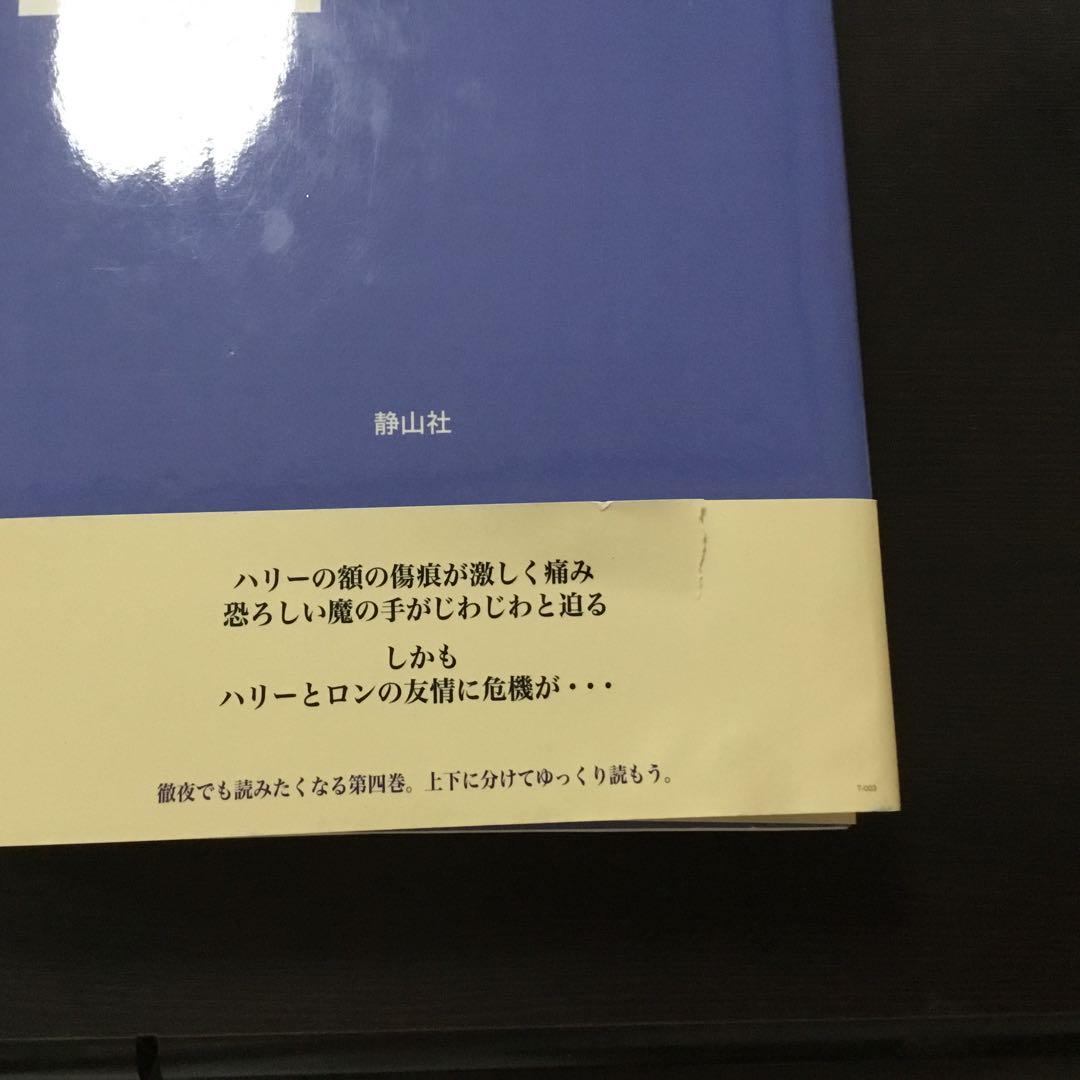 静山社
ハリーの額の傷痕が激しく痛み
恐ろしい魔の手がじわじわと迫る
しかも
ハリーとロンの友情に危機が・・・
徹夜でも読みたくなる第四巻。上下に分けてゆっくり読もう。
T-003